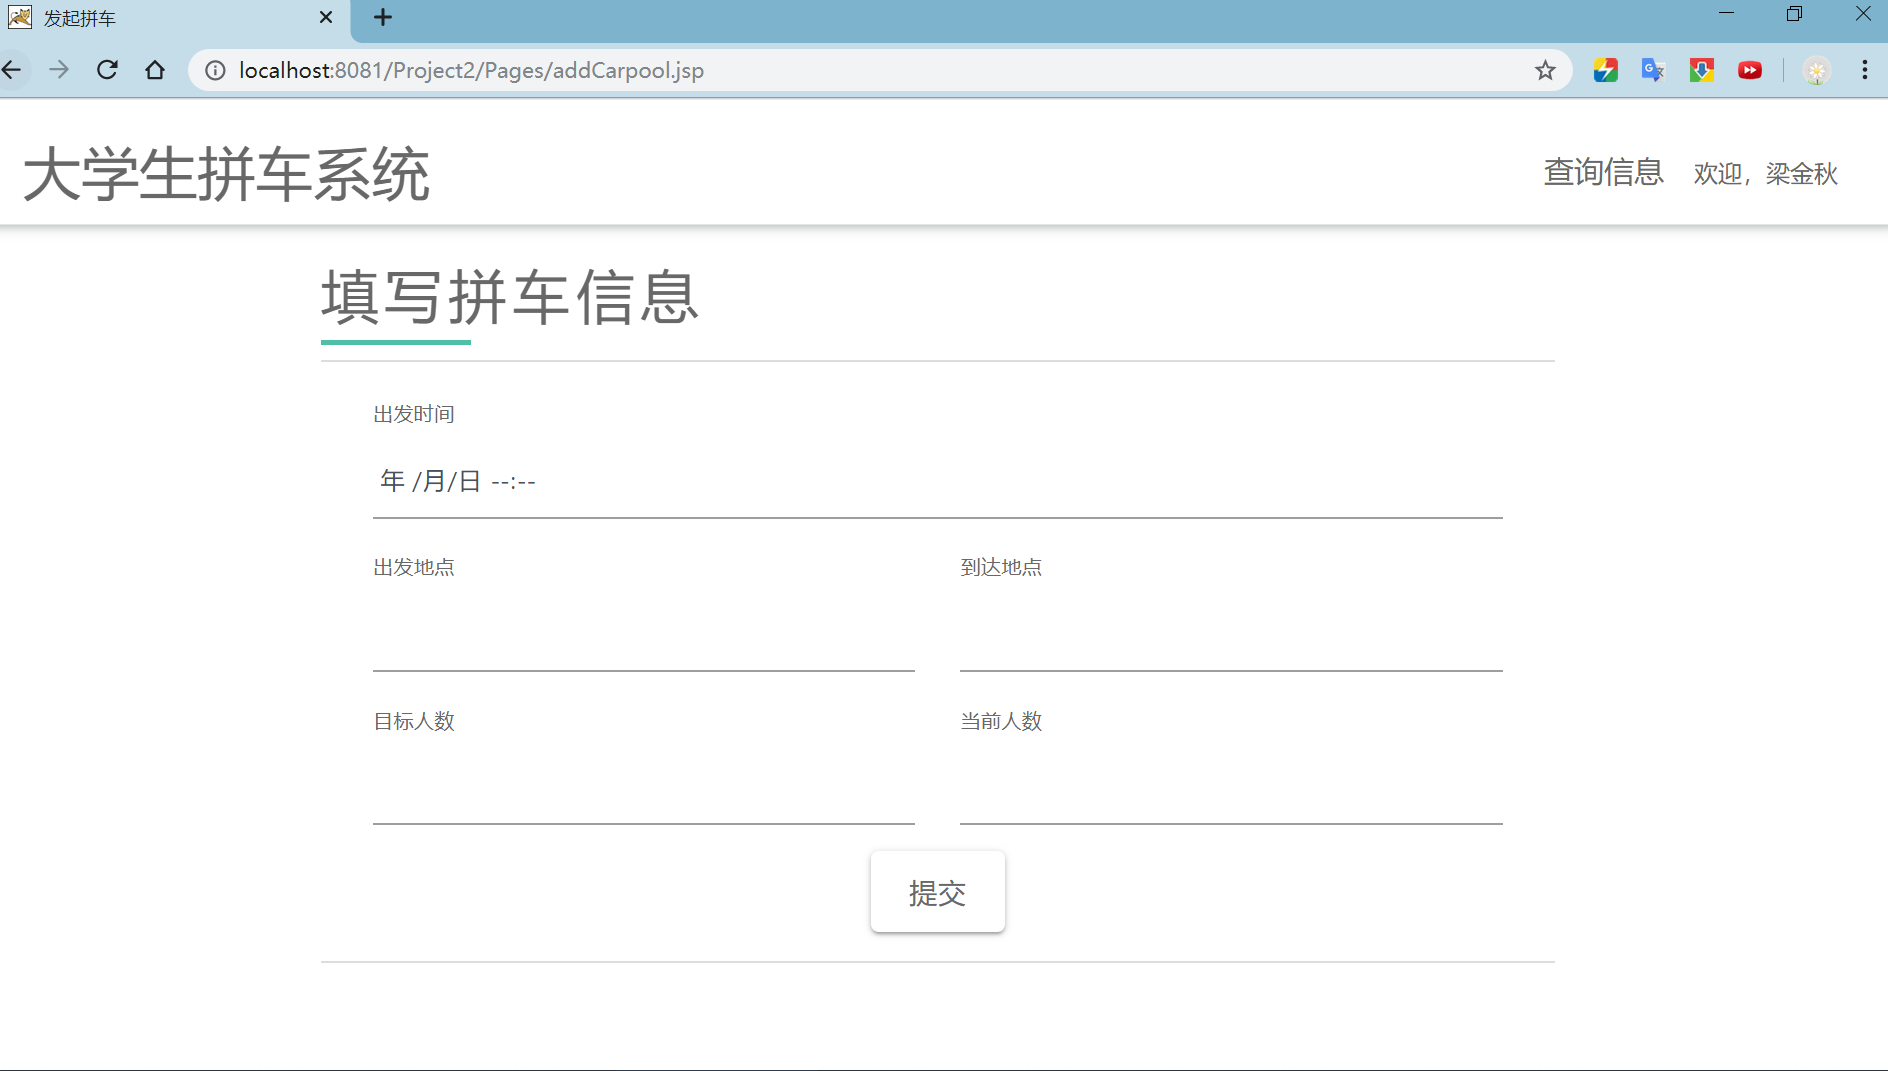 发起拼车
localhost:8081/Project2/Pages/addCarpool.jsp
大学生拼车系统
查询信息 欢迎，梁金秋
填写拼车信息
出发时间
年 /月/日 --:--
出发地点 到达地点
目标人数 当前人数
提交